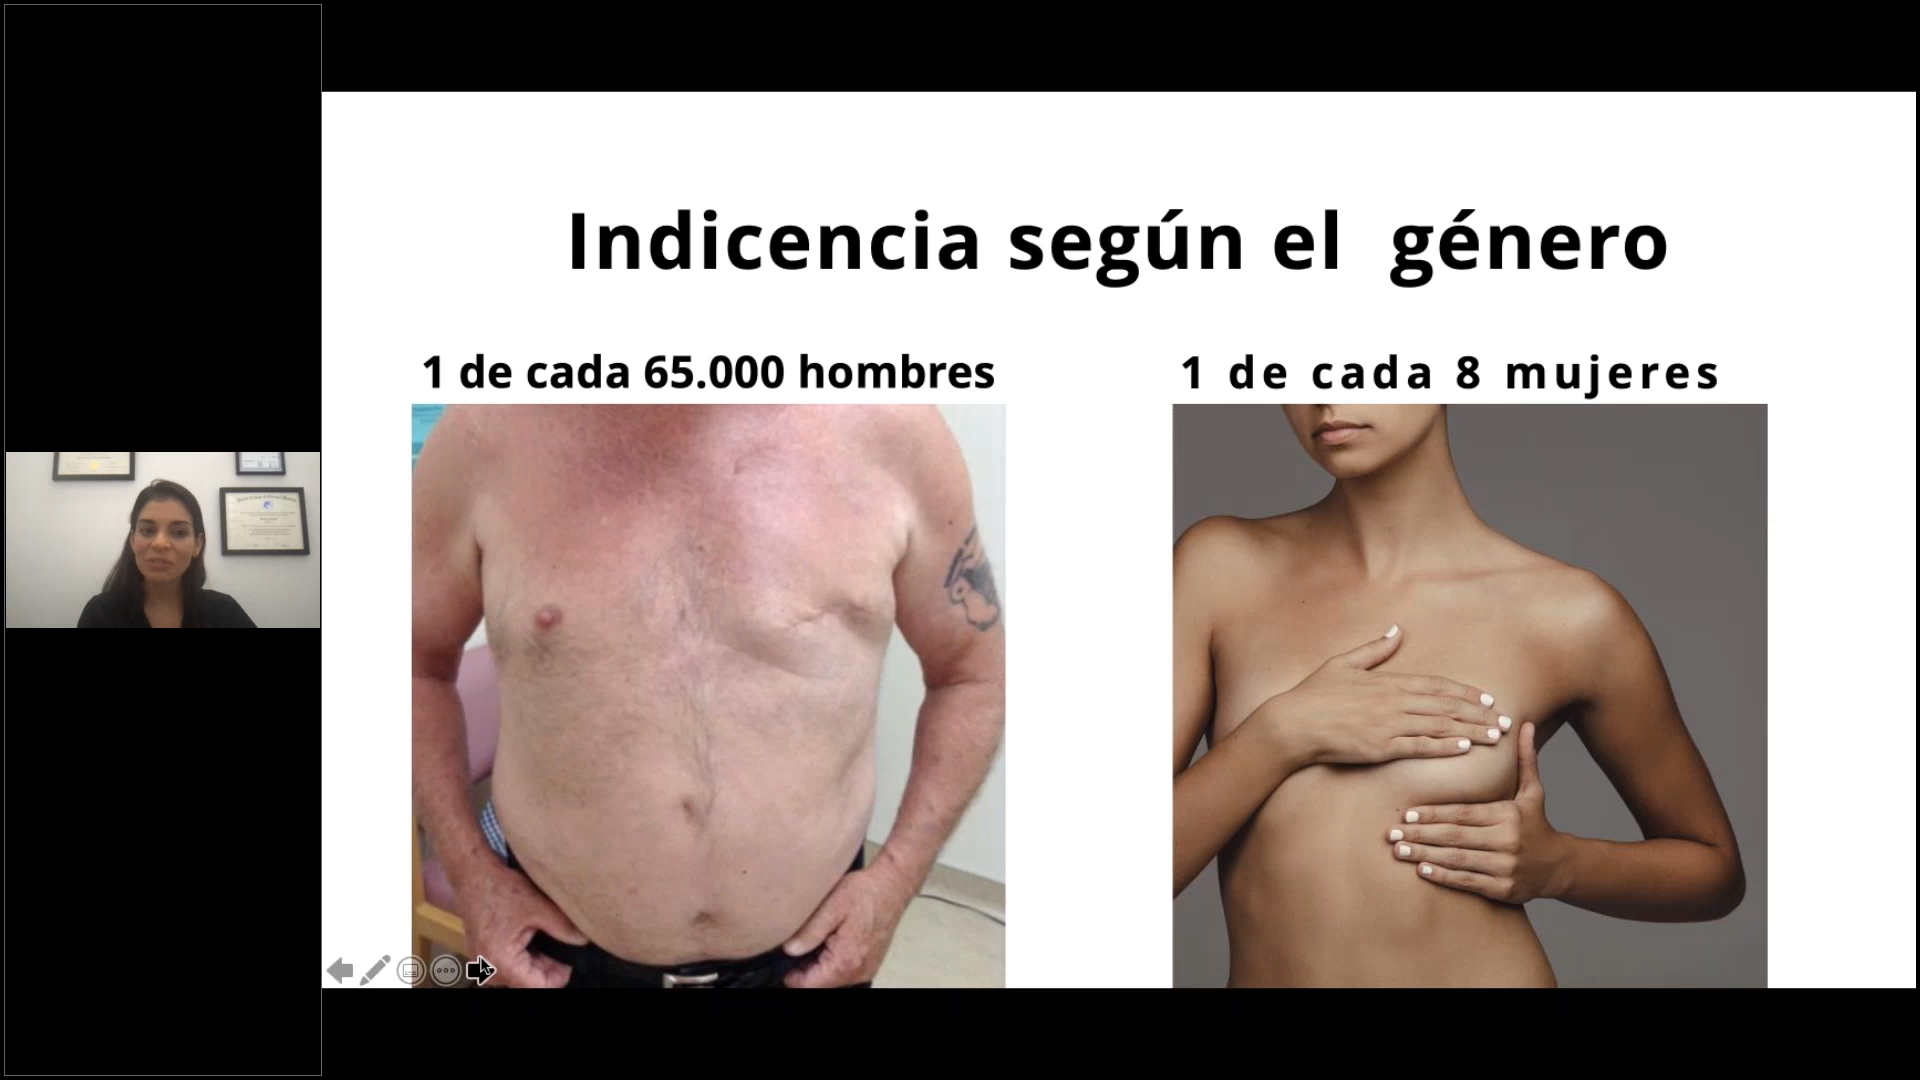 Indicencia según el género
1 de cada 65.000 hombres
1 de cada 8 mujeres